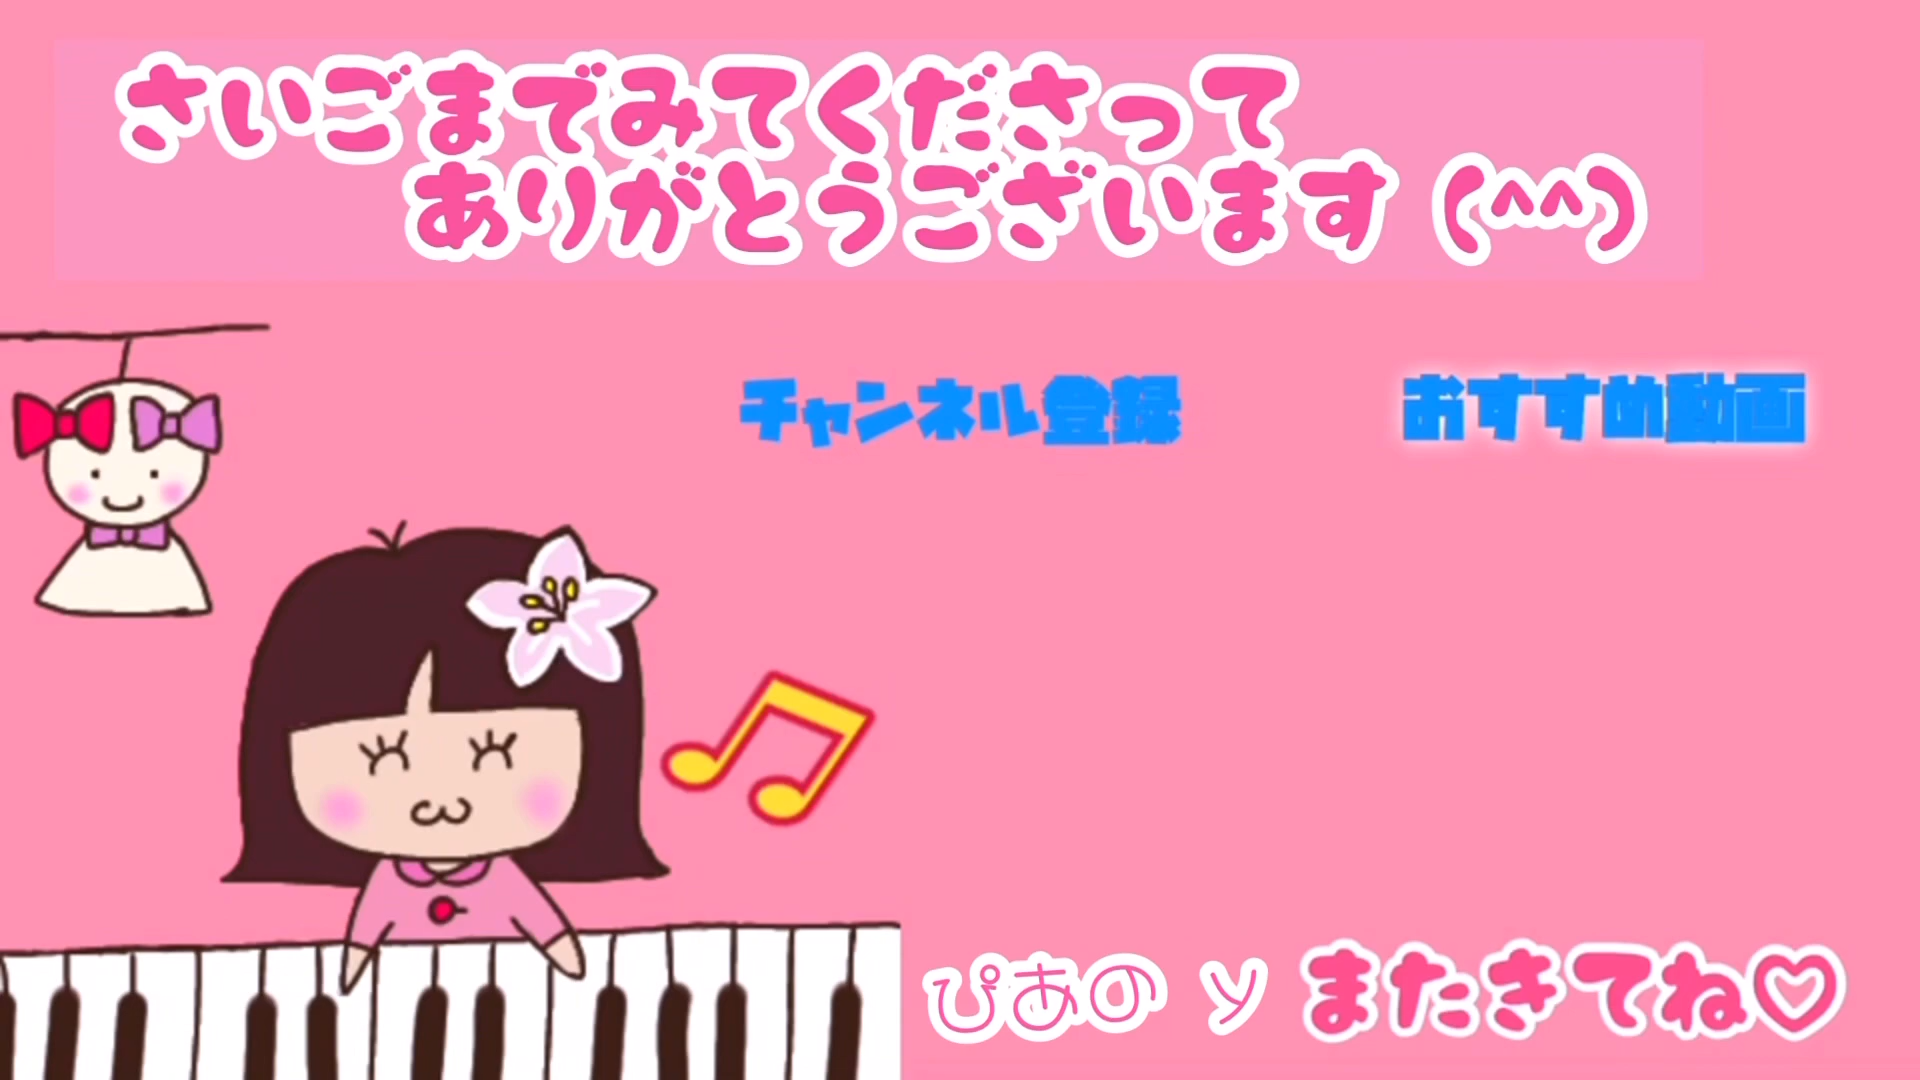 さいごまでみてくださって
ありがとうございます (^^)
チャンネル登録
おすすめ動画
ぴあの y またきてね♡